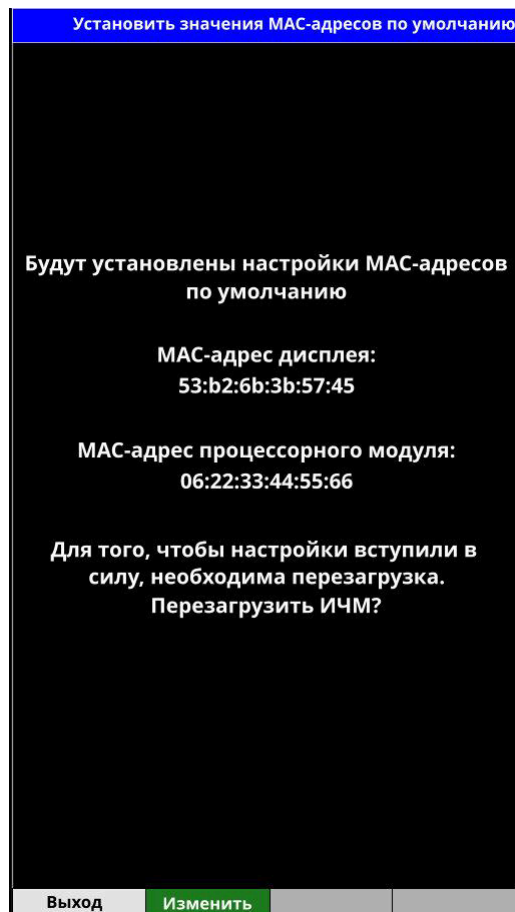 Установить значения MAC-адресов по умолчанию
Будут установлены настройки MAC-адресов
по умолчанию
MAC-адрес дисплея:
53:b2:6b:3b:57:45
MAC-адрес процессорного модуля:
06:22:33:44:55:66
Для того, чтобы настройки вступили в
силу, необходима перезагрузка.
Перезагрузить ИЧМ?
Выход
Изменить